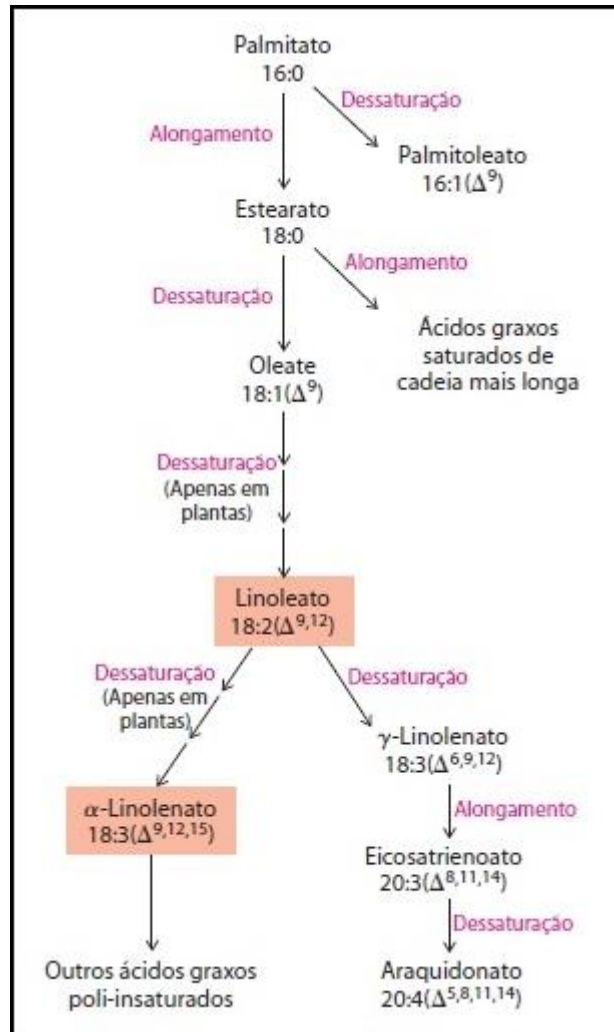 Palmitato
16:0
Dessaturação
Alongamento
Palmitoleato
16:1(Δ⁹)
Estearato
18:0
Alongamento
Dessaturação
Ácidos graxos
saturados de
cadeia mais longa
Oleate
18:1(Δ⁹)
Dessaturação
(Apenas em
plantas)
Linoleato
18:2(Δ⁹,¹²)
Dessaturação
(Apenas em
plantas)
Dessaturação
γ-Linolenato
18:3(Δ⁶,⁹,¹²)
α-Linolenato
18:3(Δ⁹,¹²,¹⁵)
Alongamento
Eicosatrienoato
20:3(Δ⁸,¹¹,¹⁴)
Dessaturação
Outros ácidos graxos
poli-insaturados
Araquidonato
20:4(Δ⁵,⁸,¹¹,¹⁴)